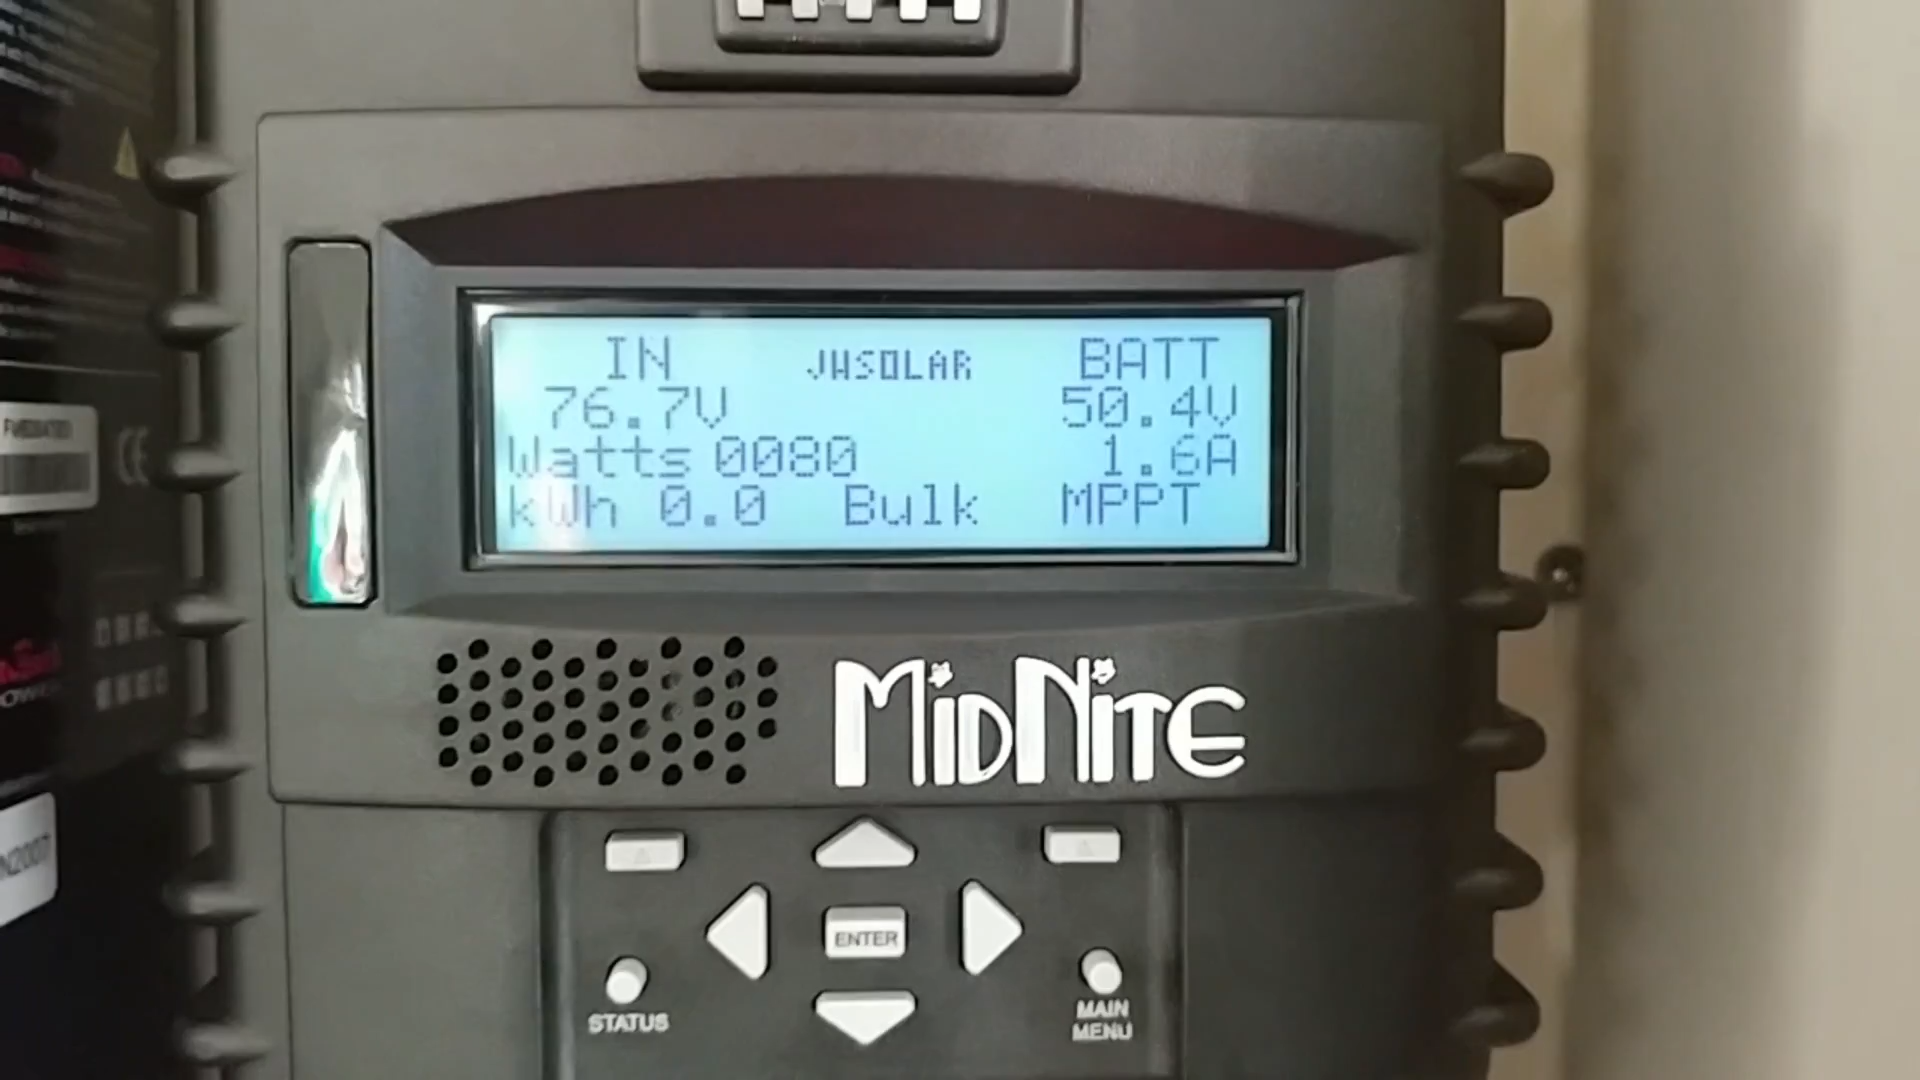 IN JWSOLAR BATT
76.7V 50.4V
Watts 0080 1.6A
kWh 0.0 Bulk MPPT
MIDNITE
ENTER
STATUS
MAIN
MENU
CE